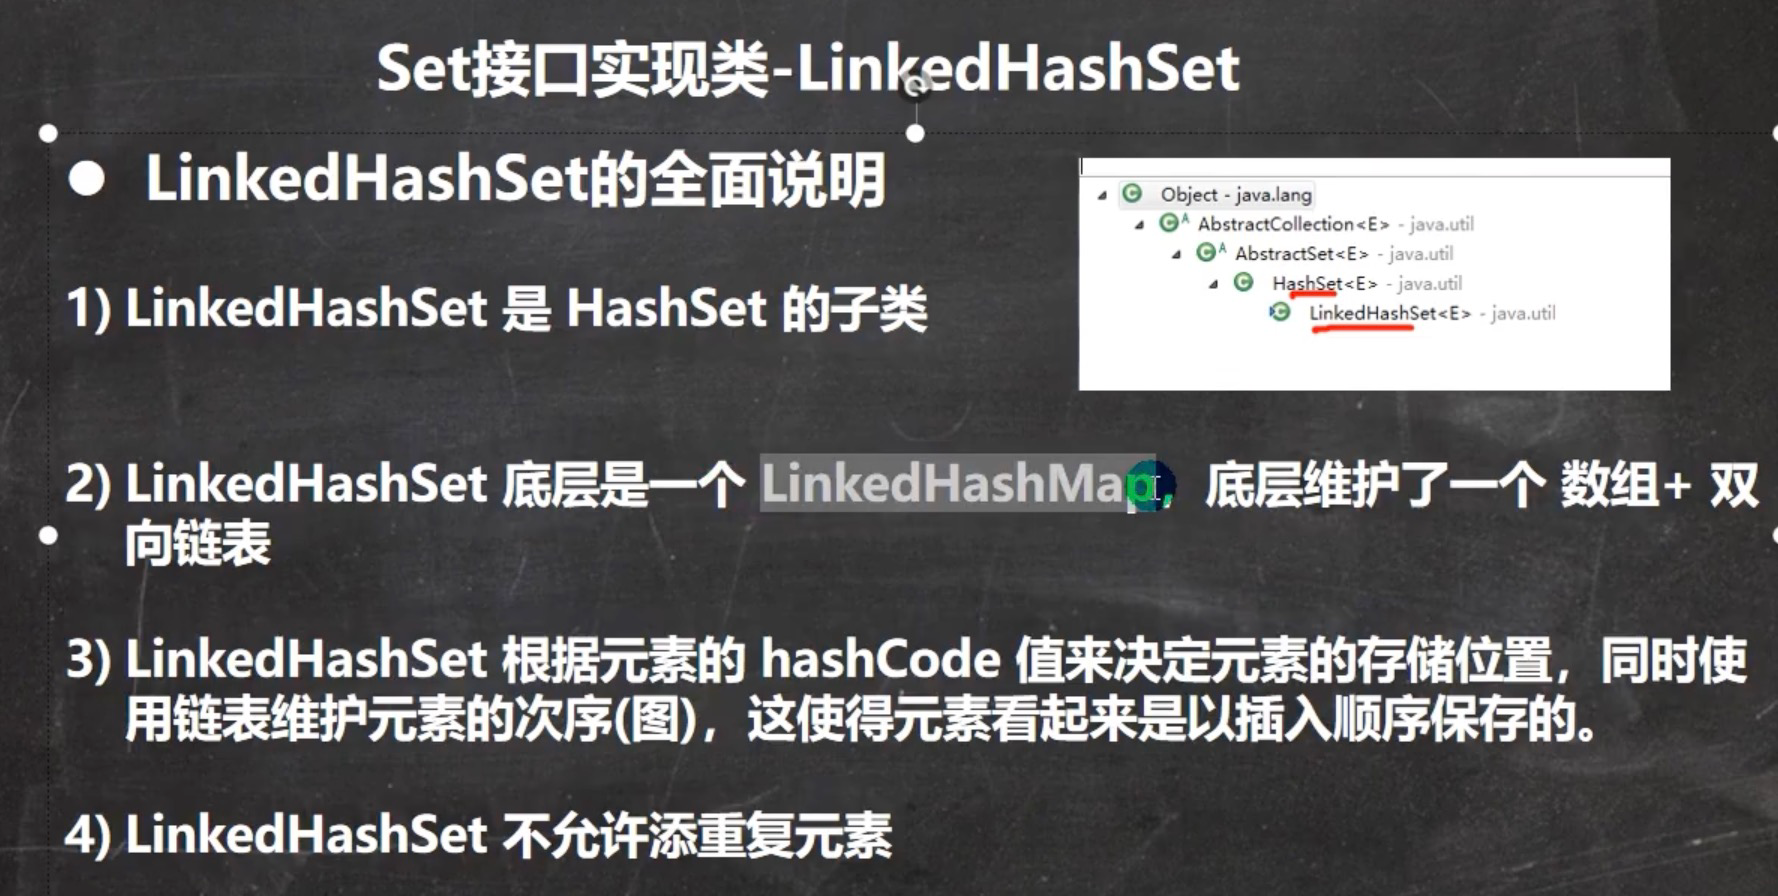 Set接口实现类-LinkedHashSet
LinkedHashSet的全面说明
Object - java.lang
AbstractCollection<E> - java.util
AbstractSet<E> - java.util
HashSet<E> - java.util
LinkedHashSet<E> - java.util
1) LinkedHashSet 是 HashSet 的子类
2) LinkedHashSet 底层是一个 LinkedHashMap, 底层维护了一个 数组+ 双
向链表
3) LinkedHashSet 根据元素的 hashCode 值来决定元素的存储位置，同时使
用链表维护元素的次序(图)，这使得元素看起来是以插入顺序保存的。
4) LinkedHashSet 不允许添重复元素